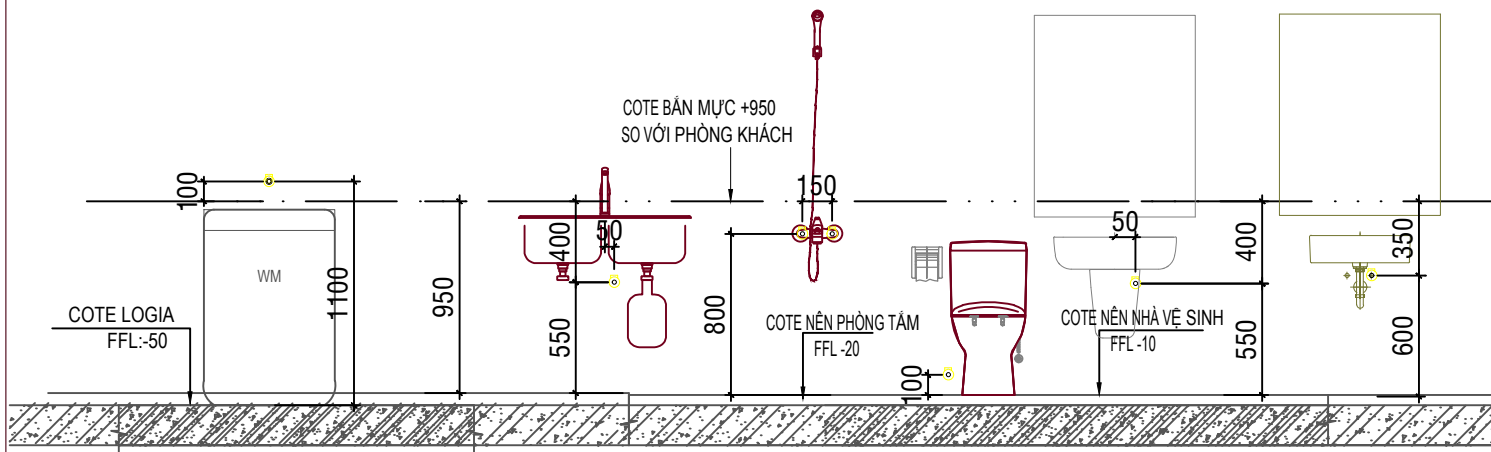 COTE BẮN MỰC +950
SO VỚI PHÒNG KHÁCH
100
150
WM
1100
950
400
50
550
800
50
400
350
COTE LOGIA
FFL:-50
COTE NÊN PHÒNG TẮM
FFL -20
100
COTE NÊN NHÀ VỆ SINH
FFL -10
550
600